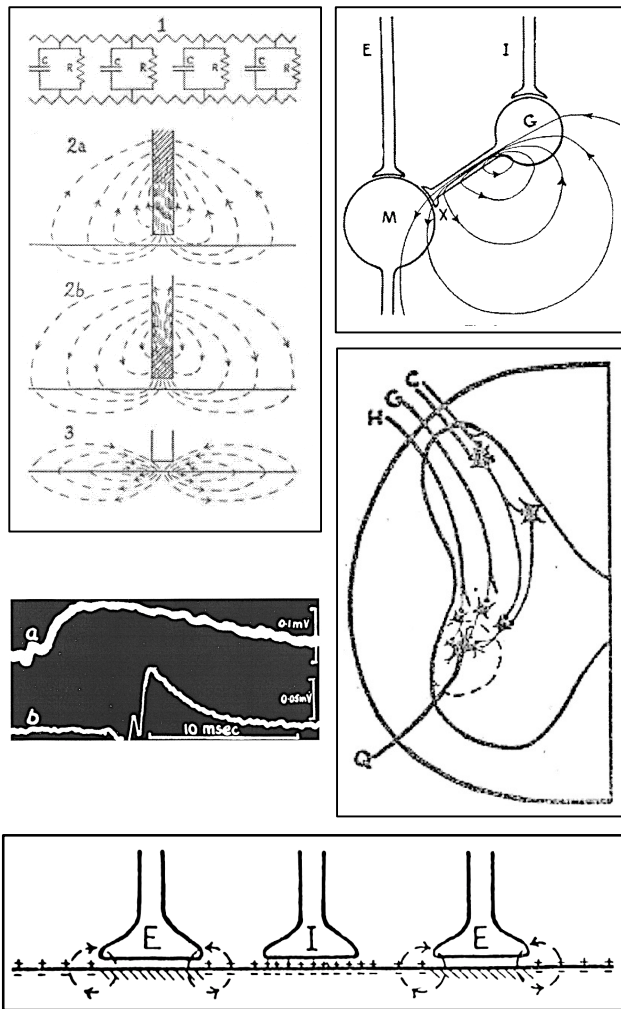 1
C R C R C R C R
2a
2b
3
E I
G
M X
C
G
H
Q
a 0·1mV
0·05mV
b 10 msec
E I E
+ + + + + + + + + + + + + + + + + + + +